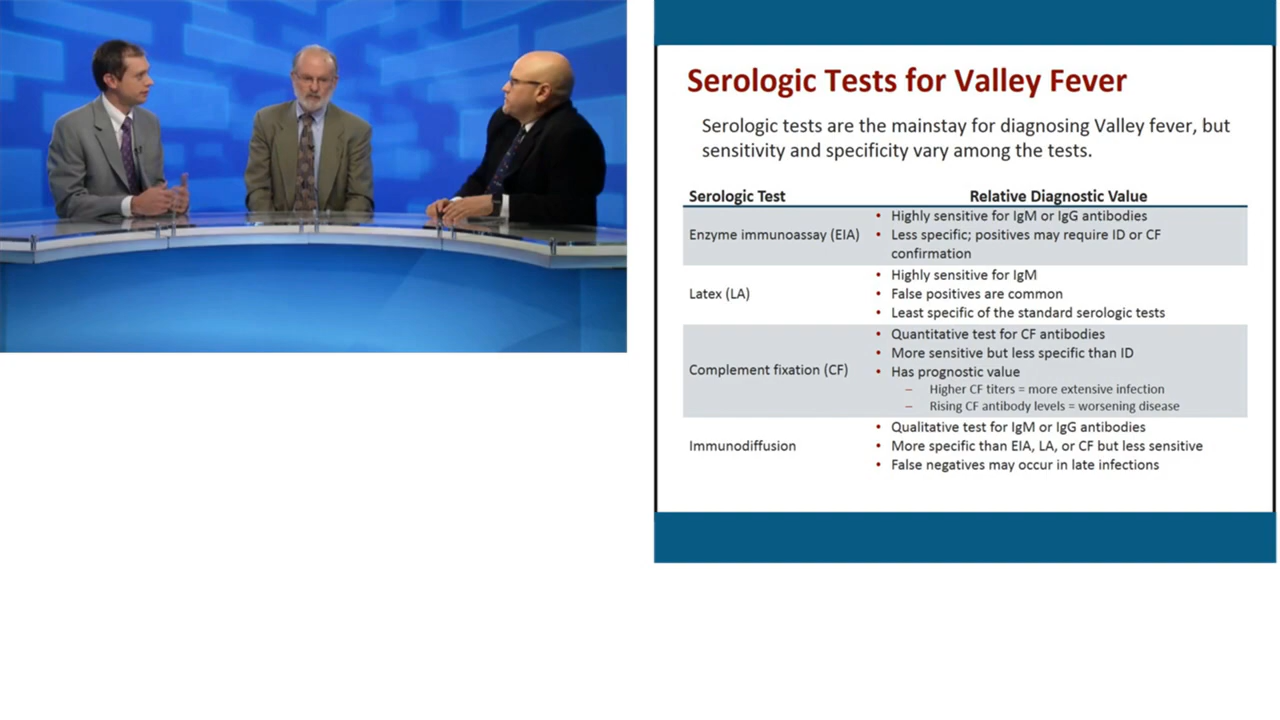 Serologic Tests for Valley Fever
Serologic tests are the mainstay for diagnosing Valley fever, but
sensitivity and specificity vary among the tests.
Serologic Test
Relative Diagnostic Value
Enzyme immunoassay (EIA)
• Highly sensitive for IgM or IgG antibodies
• Less specific; positives may require ID or CF
confirmation
Latex (LA)
• Highly sensitive for IgM
• False positives are common
• Least specific of the standard serologic tests
Complement fixation (CF)
• Quantitative test for CF antibodies
• More sensitive but less specific than ID
• Has prognostic value
– Higher CF titers = more extensive infection
– Rising CF antibody levels = worsening disease
Immunodiffusion
• Qualitative test for IgM or IgG antibodies
• More specific than EIA, LA, or CF but less sensitive
• False negatives may occur in late infections